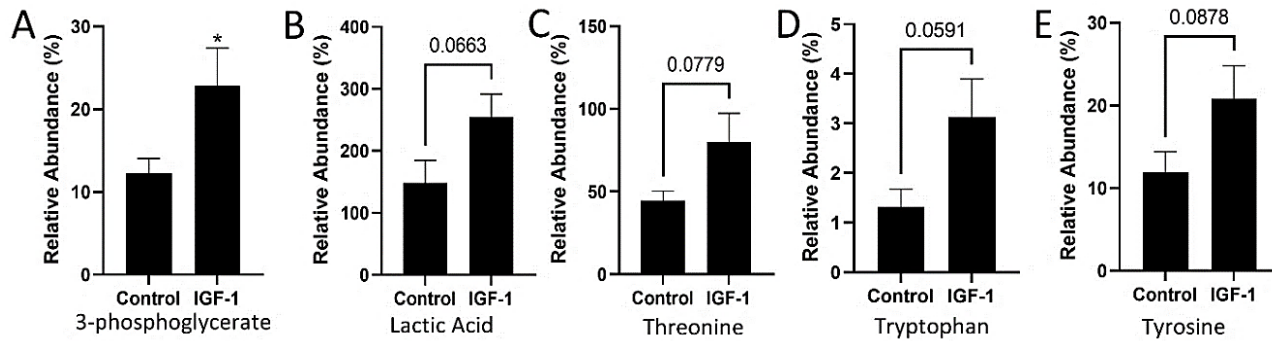 A
Relative Abundance (%)
30
20
10
0
*
Control IGF-1
3-phosphoglycerate
B
Relative Abundance (%)
400
300
200
100
0
0.0663
Control IGF-1
Lactic Acid
C
Relative Abundance (%)
150
100
50
0
0.0779
Control IGF-1
Threonine
D
Relative Abundance (%)
5
4
3
2
1
0
0.0591
Control IGF-1
Tryptophan
E
Relative Abundance (%)
30
20
10
0
0.0878
Control IGF-1
Tyrosine